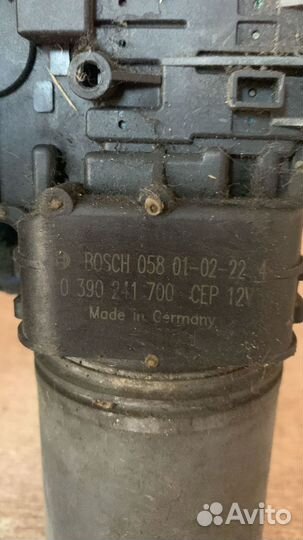 BOSCH 058 01-02-22 4
0 390 241 700 CEP 12V
Made in Germany
Avito